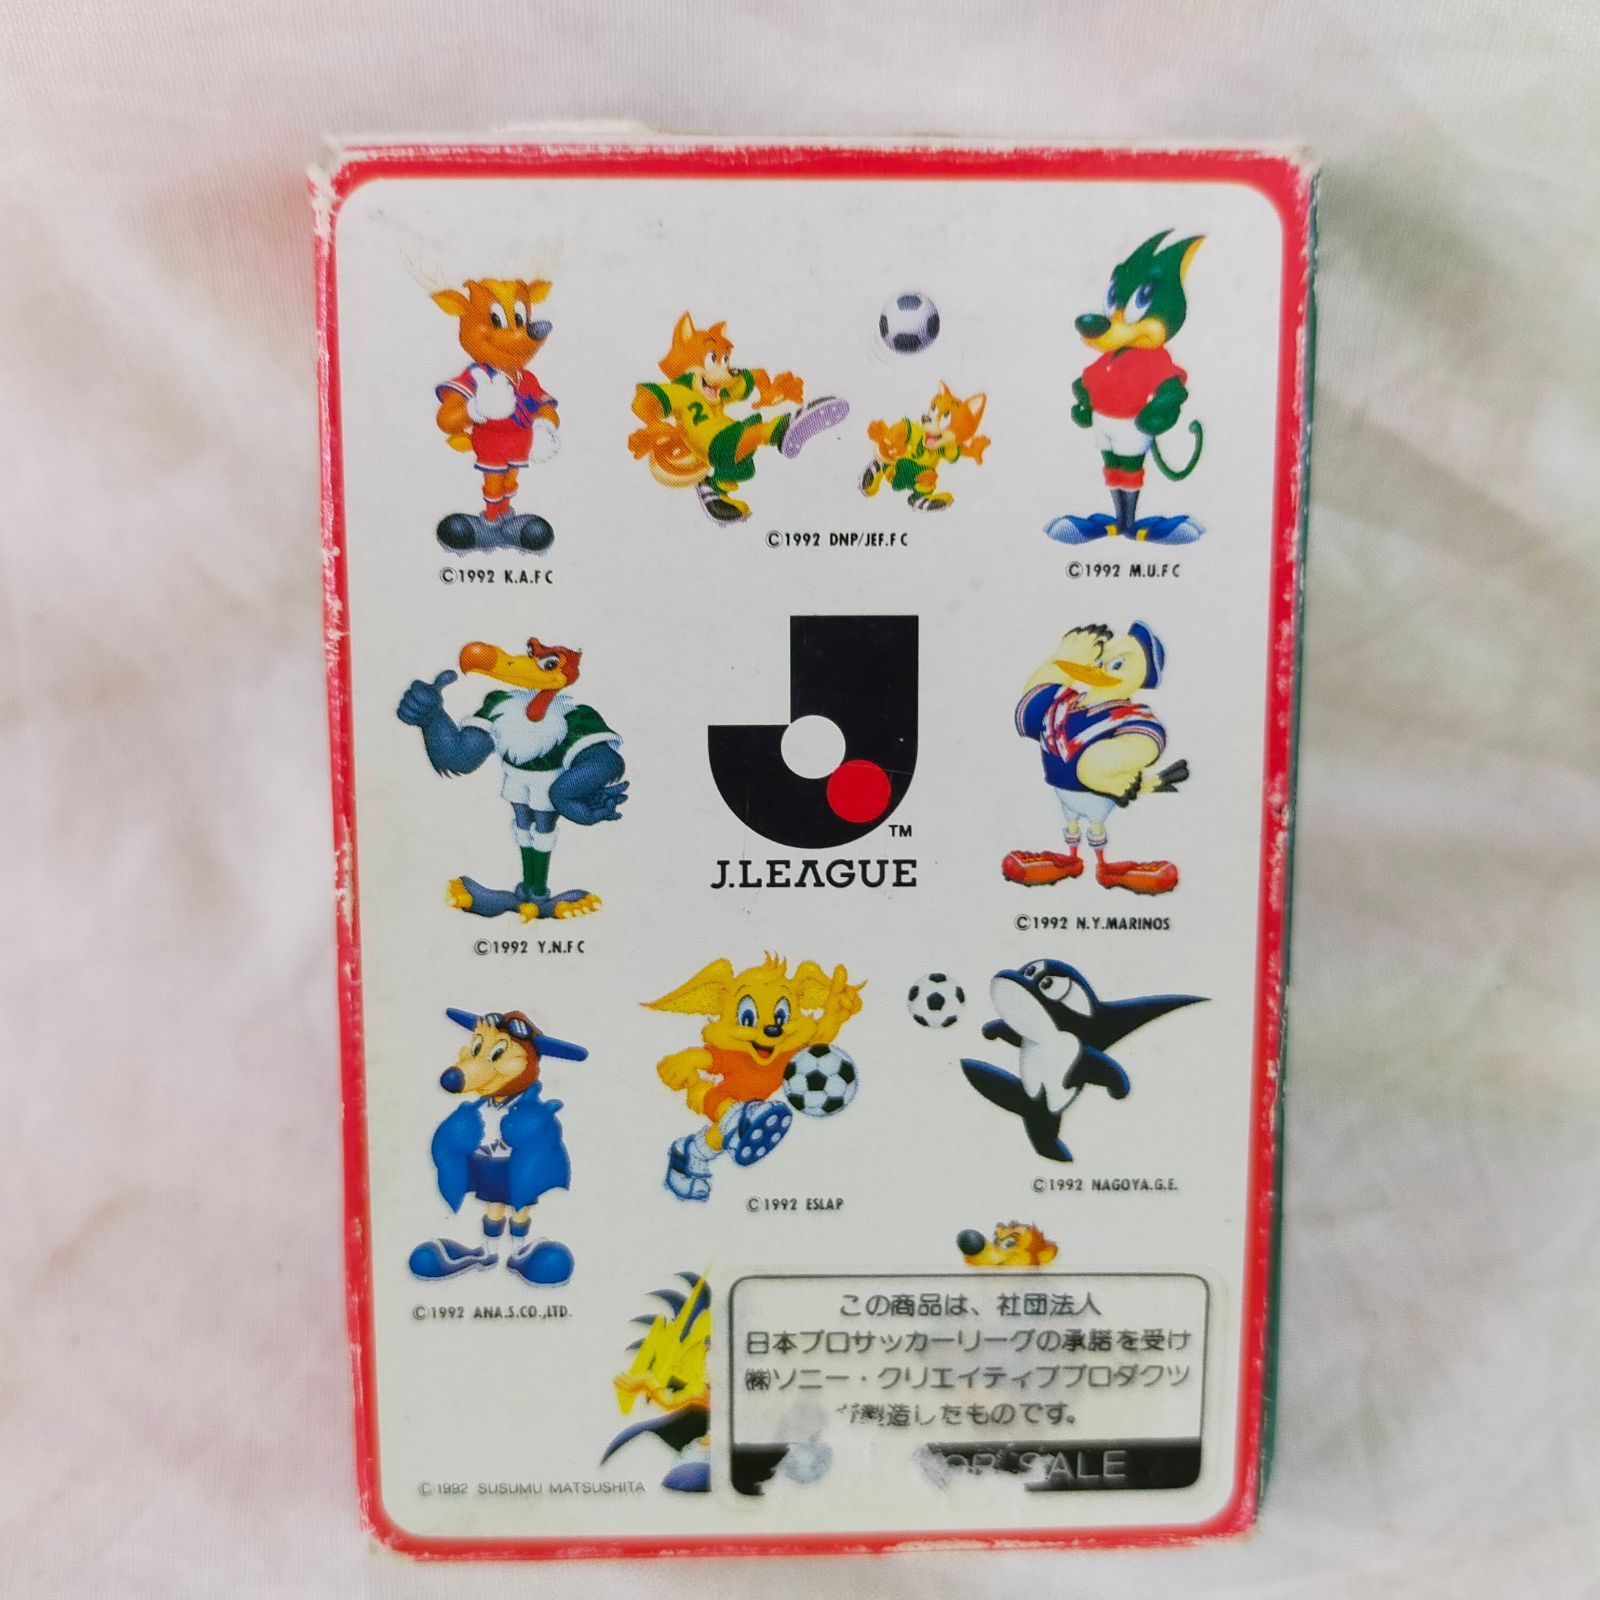 2
©1992 K.A.F C
©1992 DNP/JEF.F C
©1992 M.U.F C
TM
J.LEAGUE
©1992 Y.N.F C
©1992 N.Y.MARINOS
©1992 ANA.S.CO.,LTD.
©1992 ESLAP
©1992 NAGOYA.G.E.
この商品は、社団法人
日本プロサッカーリーグの承諾を受け
㈱ソニー・クリエイティブプロダクツ
が製造したものです。
SALE
©1992 SUSUMU MATSUSHITA